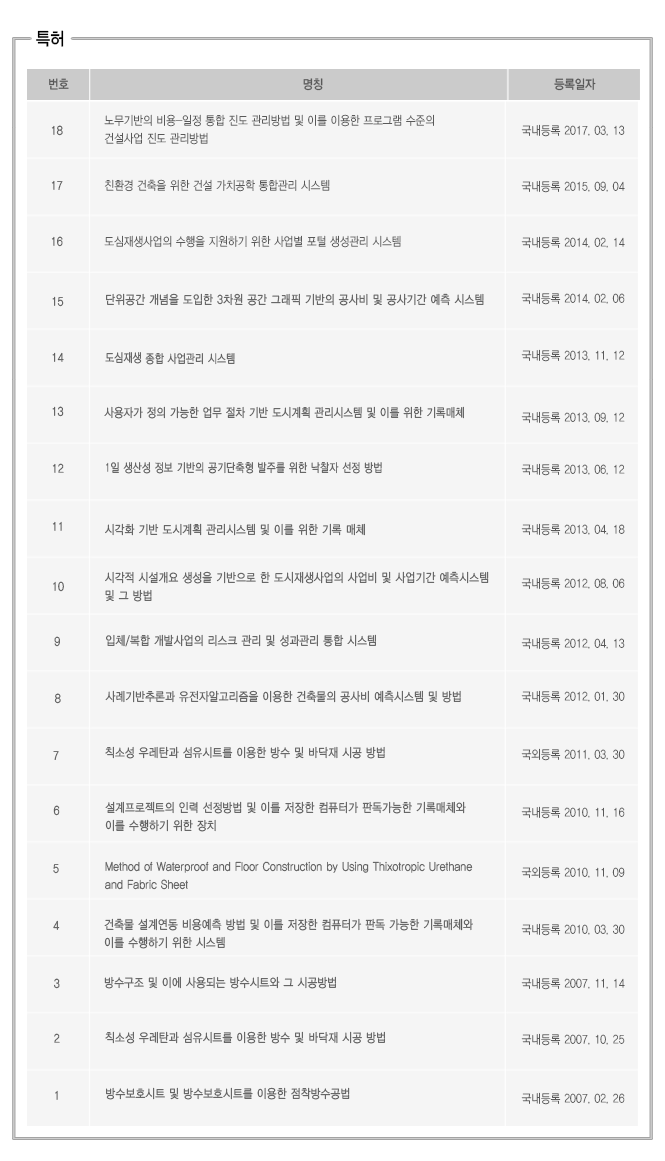 특허
번호 명칭 등록일자
18 노무기반의 비용-일정 통합 진도 관리방법 및 이를 이용한 프로그램 수준의 국내등록 2017. 03. 13
건설사업 진도 관리방법
17 친환경 건축을 위한 건설 가치공학 통합관리 시스템 국내등록 2015. 09. 04
16 도심재생사업의 수행을 지원하기 위한 사업별 포털 생성관리 시스템 국내등록 2014. 02. 14
15 단위공간 개념을 도입한 3차원 공간 그래픽 기반의 공사비 및 공사기간 예측 시스템 국내등록 2014. 02. 06
14 도심재생 종합 사업관리 시스템 국내등록 2013. 11. 12
13 사용자가 정의 가능한 업무 절차 기반 도시계획 관리시스템 및 이를 위한 기록매체 국내등록 2013. 09. 12
12 1일 생산성 정보 기반의 공기단축형 발주를 위한 낙찰자 선정 방법 국내등록 2013. 06. 12
11 시각화 기반 도시계획 관리시스템 및 이를 위한 기록 매체 국내등록 2013. 04. 18
10 시각적 시설개요 생성을 기반으로 한 도시재생사업의 사업비 및 사업기간 예측시스템 국내등록 2012. 08. 06
및 그 방법
9 입체/복합 개발사업의 리스크 관리 및 성과관리 통합 시스템 국내등록 2012. 04. 13
8 사례기반추론과 유전자알고리즘을 이용한 건축물의 공사비 예측시스템 및 방법 국내등록 2012. 01. 30
7 칙소성 우레탄과 섬유시트를 이용한 방수 및 바닥재 시공 방법 국외등록 2011. 03. 30
6 설계프로젝트의 인력 선정방법 및 이를 저장한 컴퓨터가 판독가능한 기록매체와 국내등록 2010. 11. 16
이를 수행하기 위한 장치
5 Method of Waterproof and Floor Construction by Using Thixotropic Urethane 국외등록 2010. 11. 09
and Fabric Sheet
4 건축물 설계연동 비용예측 방법 및 이를 저장한 컴퓨터가 판독 가능한 기록매체와 국내등록 2010. 03. 30
이를 수행하기 위한 시스템
3 방수구조 및 이에 사용되는 방수시트와 그 시공방법 국내등록 2007. 11. 14
2 칙소성 우레탄과 섬유시트를 이용한 방수 및 바닥재 시공 방법 국내등록 2007. 10. 25
1 방수보호시트 및 방수보호시트를 이용한 점착방수공법 국내등록 2007. 02. 26